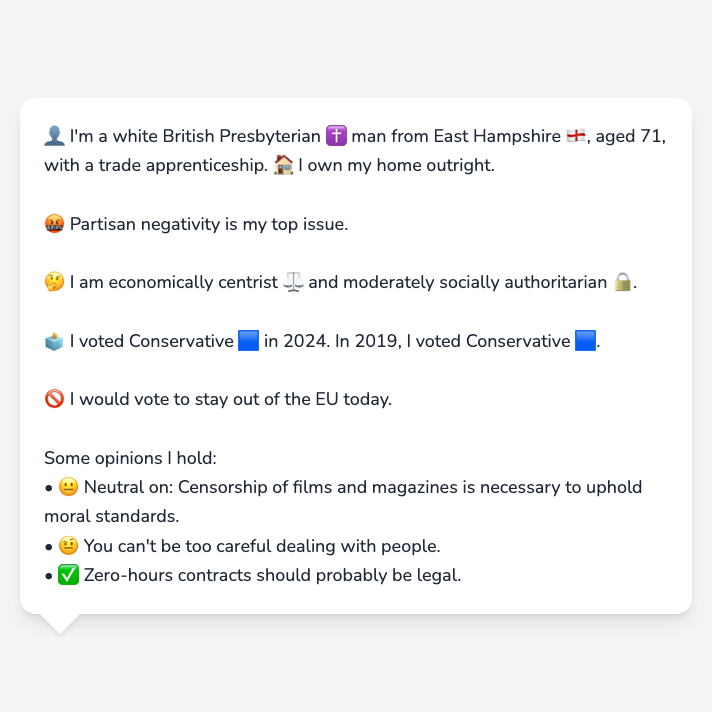 👤 I'm a white British Presbyterian ✝️ man from East Hampshire 🏴󠁧󠁢󠁥󠁮󠁧󠁿, aged 71,
with a trade apprenticeship. 🏠 I own my home outright.
🤬 Partisan negativity is my top issue.
🤔 I am economically centrist ⚖️ and moderately socially authoritarian 🔒.
🗳️ I voted Conservative 🟦 in 2024. In 2019, I voted Conservative 🟦.
🚫 I would vote to stay out of the EU today.
Some opinions I hold:
• 😐 Neutral on: Censorship of films and magazines is necessary to uphold
moral standards.
• 🤨 You can't be too careful dealing with people.
• ✅ Zero-hours contracts should probably be legal.